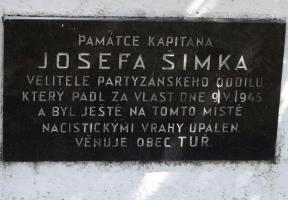 PAMÁTCE KAPITÁNA
JOSEFA ŠIMKA
VELITELE PARTYZÁNSKÉHO ODDILU,
KTERÝ PADL ZA VLAST DNE 9.V.1945
A BYL JEŠTĚ NA TOMTO MÍSTĚ
NACISTICKÝMI VRAHY UPÁLEN.
VĚNUJE OBEC TUŘ.